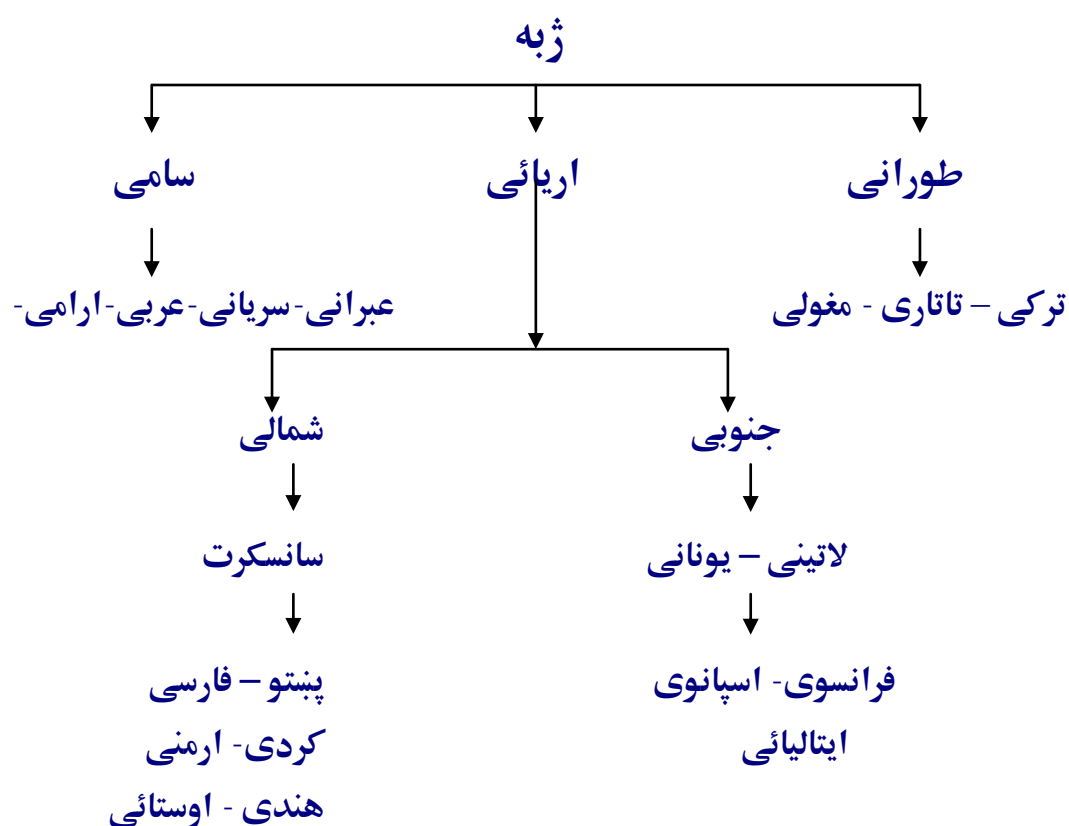 ژبه
طورانی اریائی سامی
ترکی – تاتاری - مغولی عبرانی-سریانی-عربی-ارامی-
جنوبی شمالی
لاتینی – یونانی سانسکرت
فرانسوی- اسپانوی پښتو – فارسی
ایتالیائی کردی- ارمنی
هندی - اوستائی